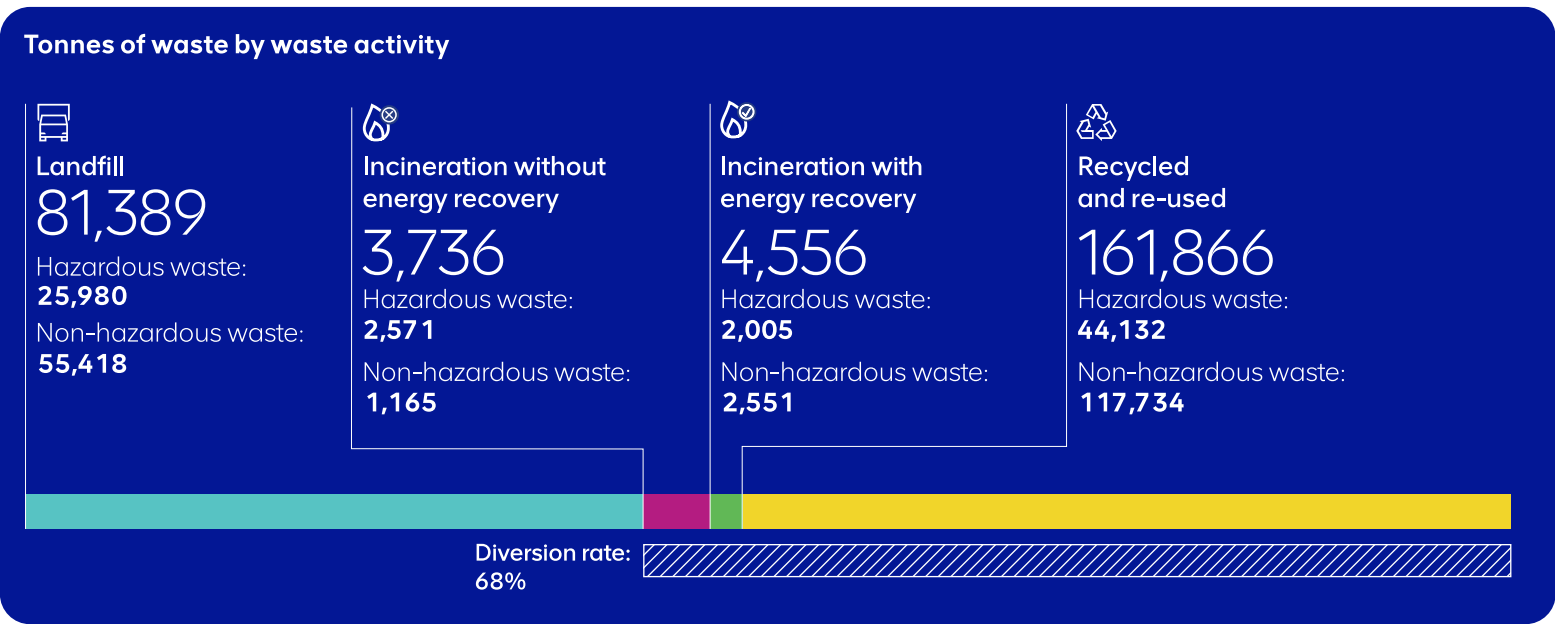 Tonnes of waste by waste activity
Landfill
81,389
Hazardous waste:
25,980
Non-hazardous waste:
55,418
Incineration without
energy recovery
3,736
Hazardous waste:
2,571
Non-hazardous waste:
1,165
Incineration with
energy recovery
4,556
Hazardous waste:
2,005
Non-hazardous waste:
2,551
Recycled
and re-used
161,866
Hazardous waste:
44,132
Non-hazardous waste:
117,734
Diversion rate:
68%